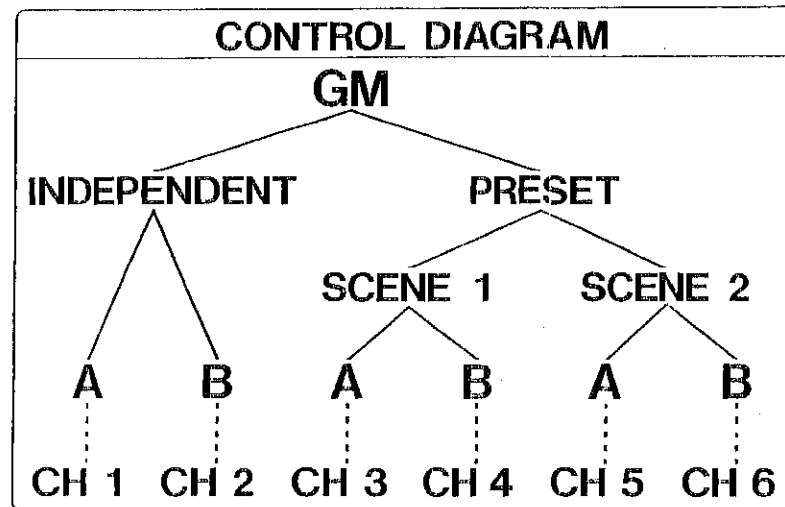 CONTROL DIAGRAM
GM
INDEPENDENT PRESET
SCENE 1 SCENE 2
A B A B A B
CH 1 CH 2 CH 3 CH 4 CH 5 CH 6